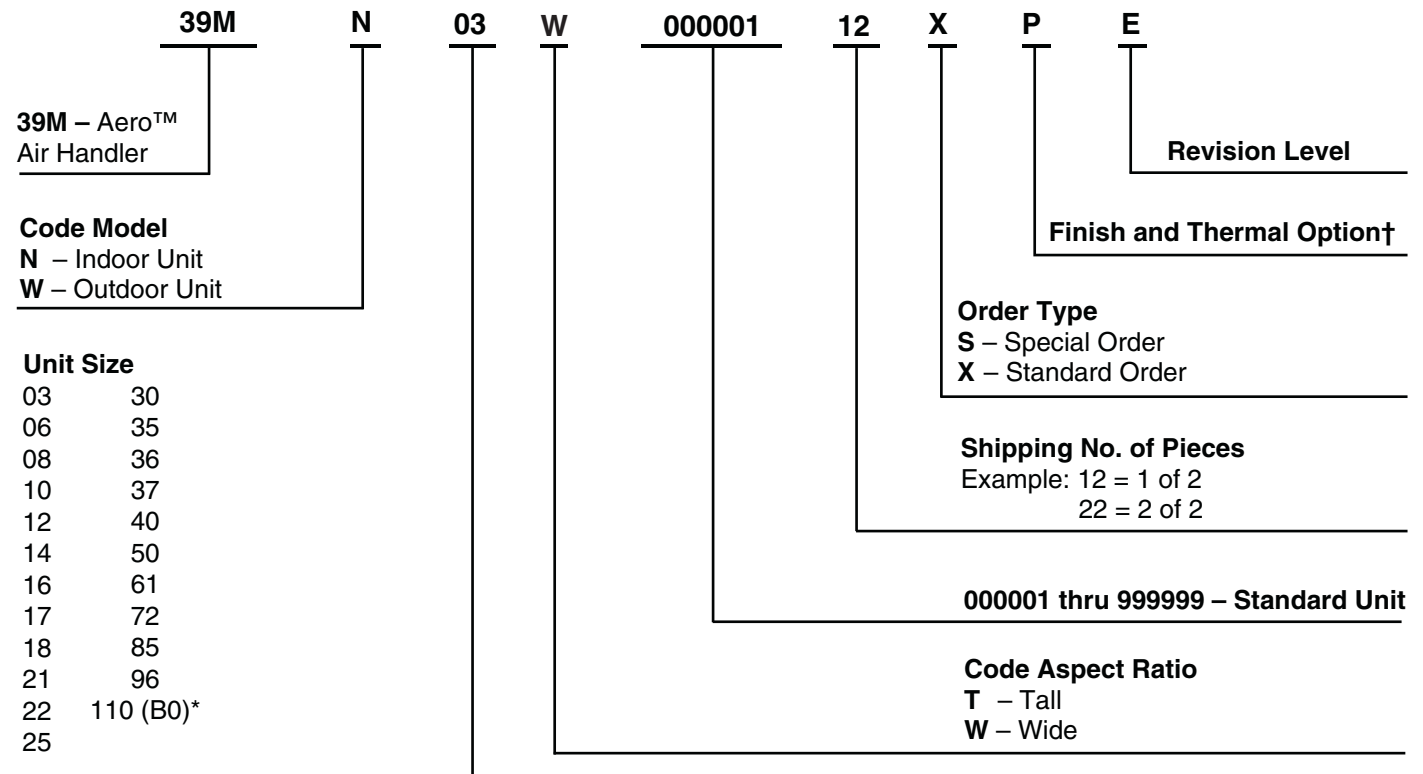 39M N 03 W 000001 12 X P E
39M – Aero™
Air Handler
Code Model
N – Indoor Unit
W – Outdoor Unit
Unit Size
03 30
06 35
08 36
10 37
12 40
14 50
16 61
17 72
18 85
21 96
22 110 (B0)*
25
Revision Level
Finish and Thermal Option†
Order Type
S – Special Order
X – Standard Order
Shipping No. of Pieces
Example: 12 = 1 of 2
22 = 2 of 2
000001 thru 999999 – Standard Unit
Code Aspect Ratio
T – Tall
W – Wide